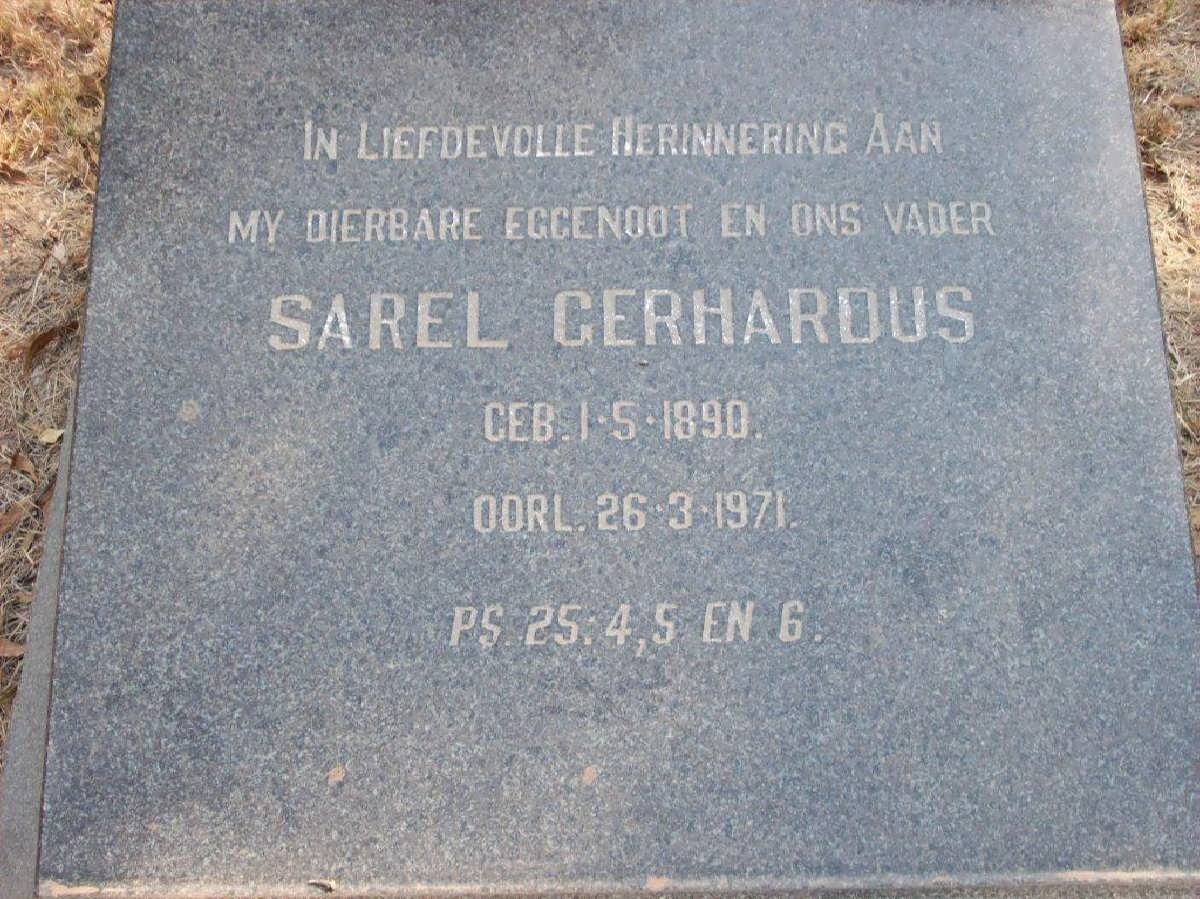 IN LIEFDEVOLLE HERINNERING AAN
MY DIERBARE EGGENOOT EN ONS VADER
SAREL GERHARDUS
GEB. 1·5·1890.
OORL. 26·3·1971.
PS. 25:4,5 EN 6.